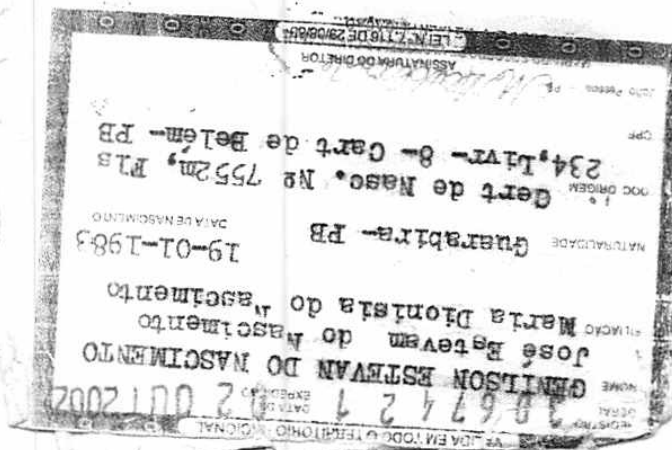 VÁLIDA EM TODO O TERRITÓRIO NACIONAL
REGISTRO GERAL DATA DE EXPEDIÇÃO 02 OUT 2002
NOME GENILSON ESTEVAN DO NASCIMENTO
FILIAÇÃO José Estevam do Nascimento
Maria Dionisia do Nascimento
NATURALIDADE Guarabira- PB DATA DE NASCIMENTO 19-01-1983
DOC ORIGEM Cert de Nasc. Nº 7552m, Fls
234, Livr- 8- Cart de Belém- PB
CPF
João Pessoa - PB
ASSINATURA DO DIRETOR
LEI Nº 7.116 DE 29/08/83